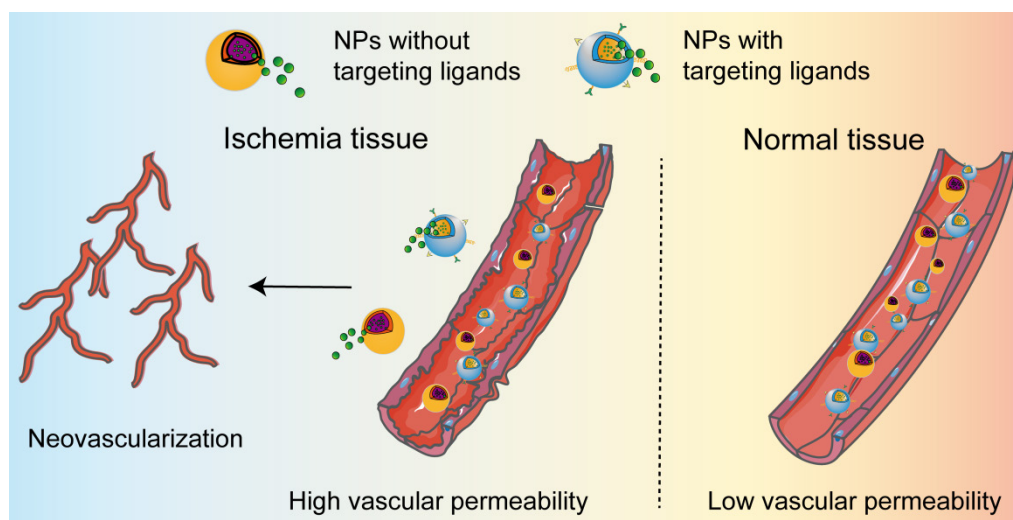 NPs without
targeting ligands
NPs with
targeting ligands
Ischemia tissue
Normal tissue
Neovascularization
High vascular permeability
Low vascular permeability